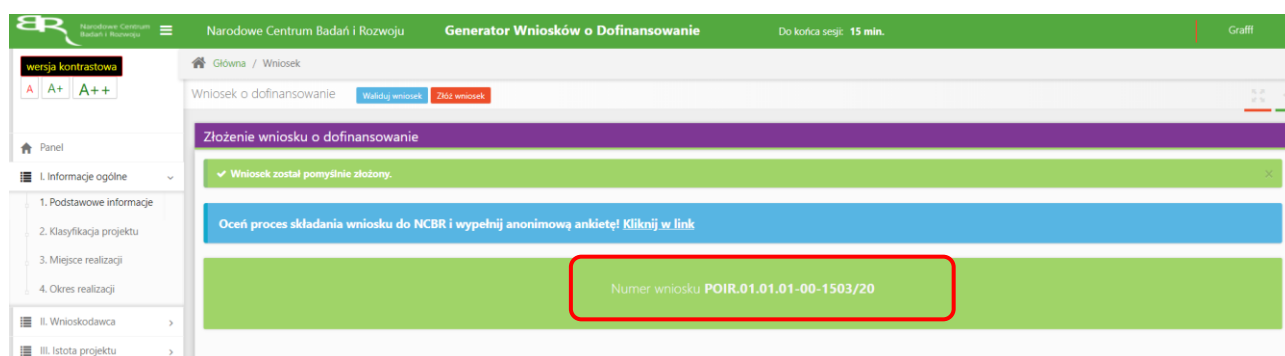 Narodowe Centrum
Badań i Rozwoju
Narodowe Centrum Badań i Rozwoju
Generator Wniosków o Dofinansowanie
Do końca sesji: 15 min.
Grafff
wersja kontrastowa
A A+ A++
Główna / Wniosek
Wniosek o dofinansowanie
Waliduj wniosek
Złóż wniosek
Złożenie wniosku o dofinansowanie
Wniosek został pomyślnie złożony.
Oceń proces składania wniosku do NCBR i wypełnij anonimową ankietę! Kliknij w link
Numer wniosku POIR.01.01.01-00-1503/20
Panel
I. Informacje ogólne
1. Podstawowe informacje
2. Klasyfikacja projektu
3. Miejsce realizacji
4. Okres realizacji
II. Wnioskodawca
III. Istota projektu